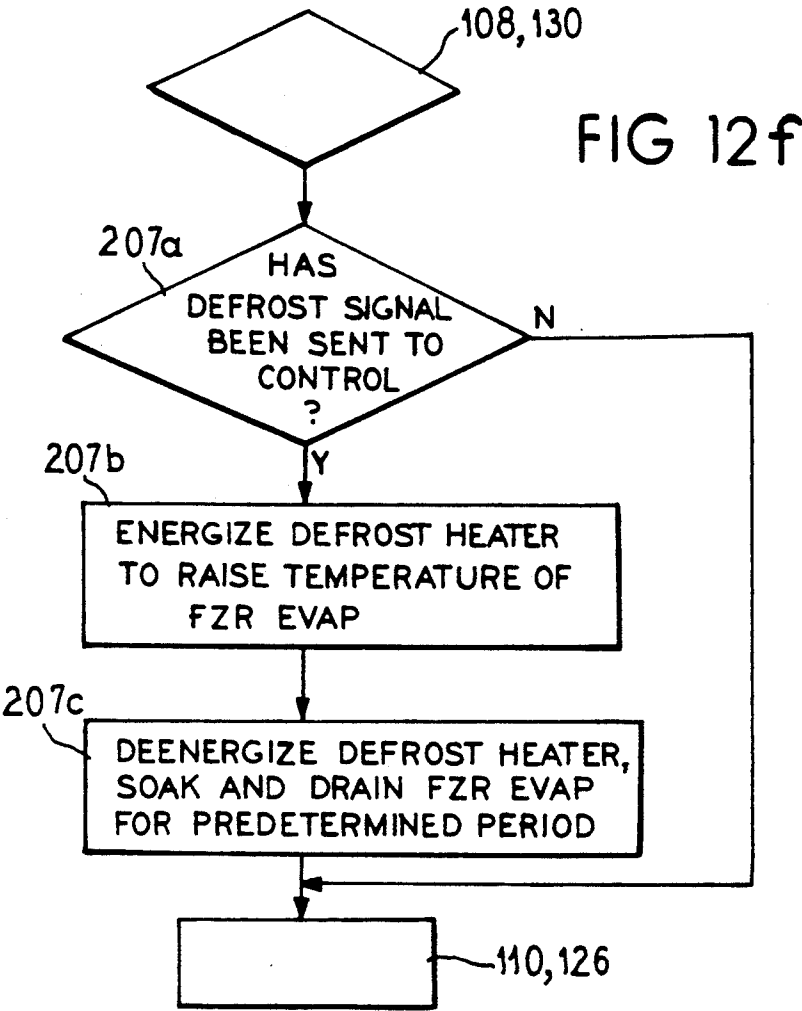 108, 130
FIG 12f
207a
HAS
DEFROST SIGNAL
BEEN SENT TO
CONTROL
?
N
Y
207b
ENERGIZE DEFROST HEATER
TO RAISE TEMPERATURE OF
FZR EVAP
207c
DEENERGIZE DEFROST HEATER,
SOAK AND DRAIN FZR EVAP
FOR PREDETERMINED PERIOD
110, 126